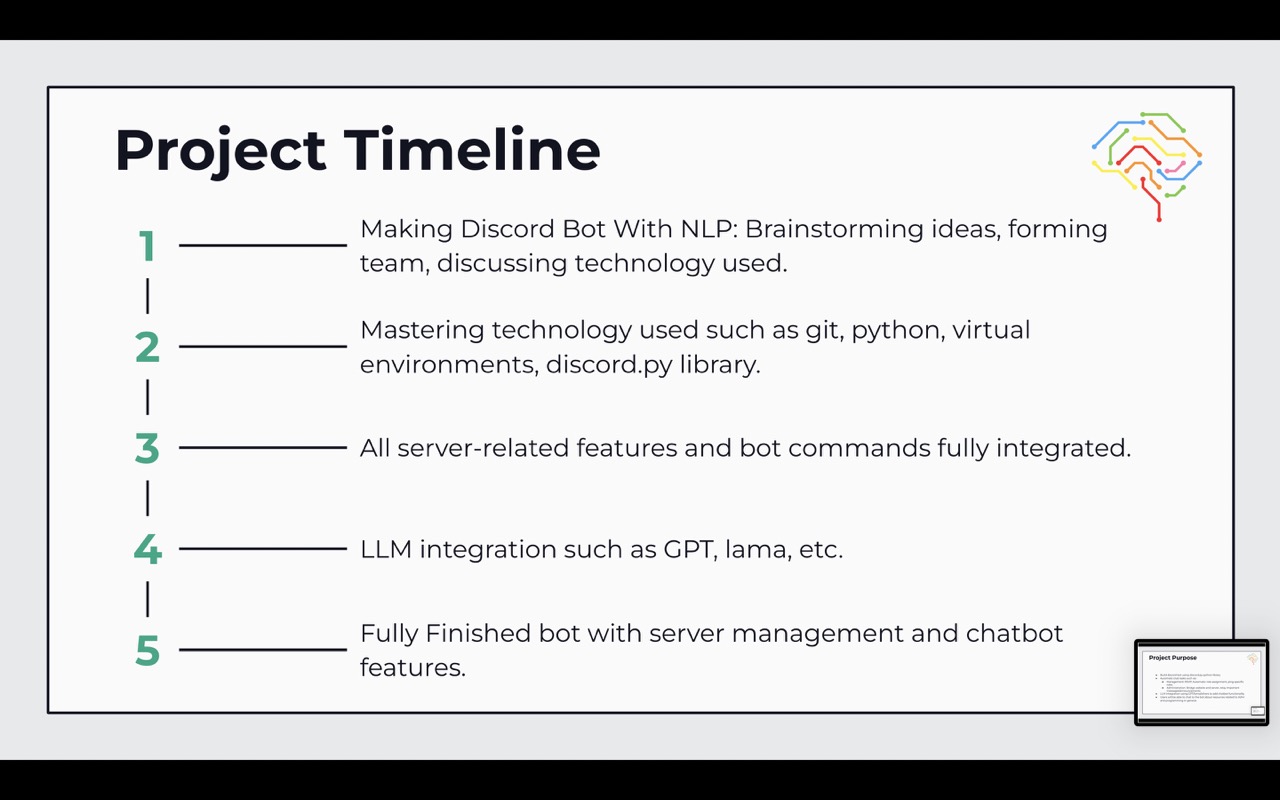 Project Timeline
1
Making Discord Bot With NLP: Brainstorming ideas, forming
team, discussing technology used.
2
Mastering technology used such as git, python, virtual
environments, discord.py library.
3
All server-related features and bot commands fully integrated.
4
LLM integration such as GPT, lama, etc.
5
Fully Finished bot with server management and chatbot
features.
Project Purpose